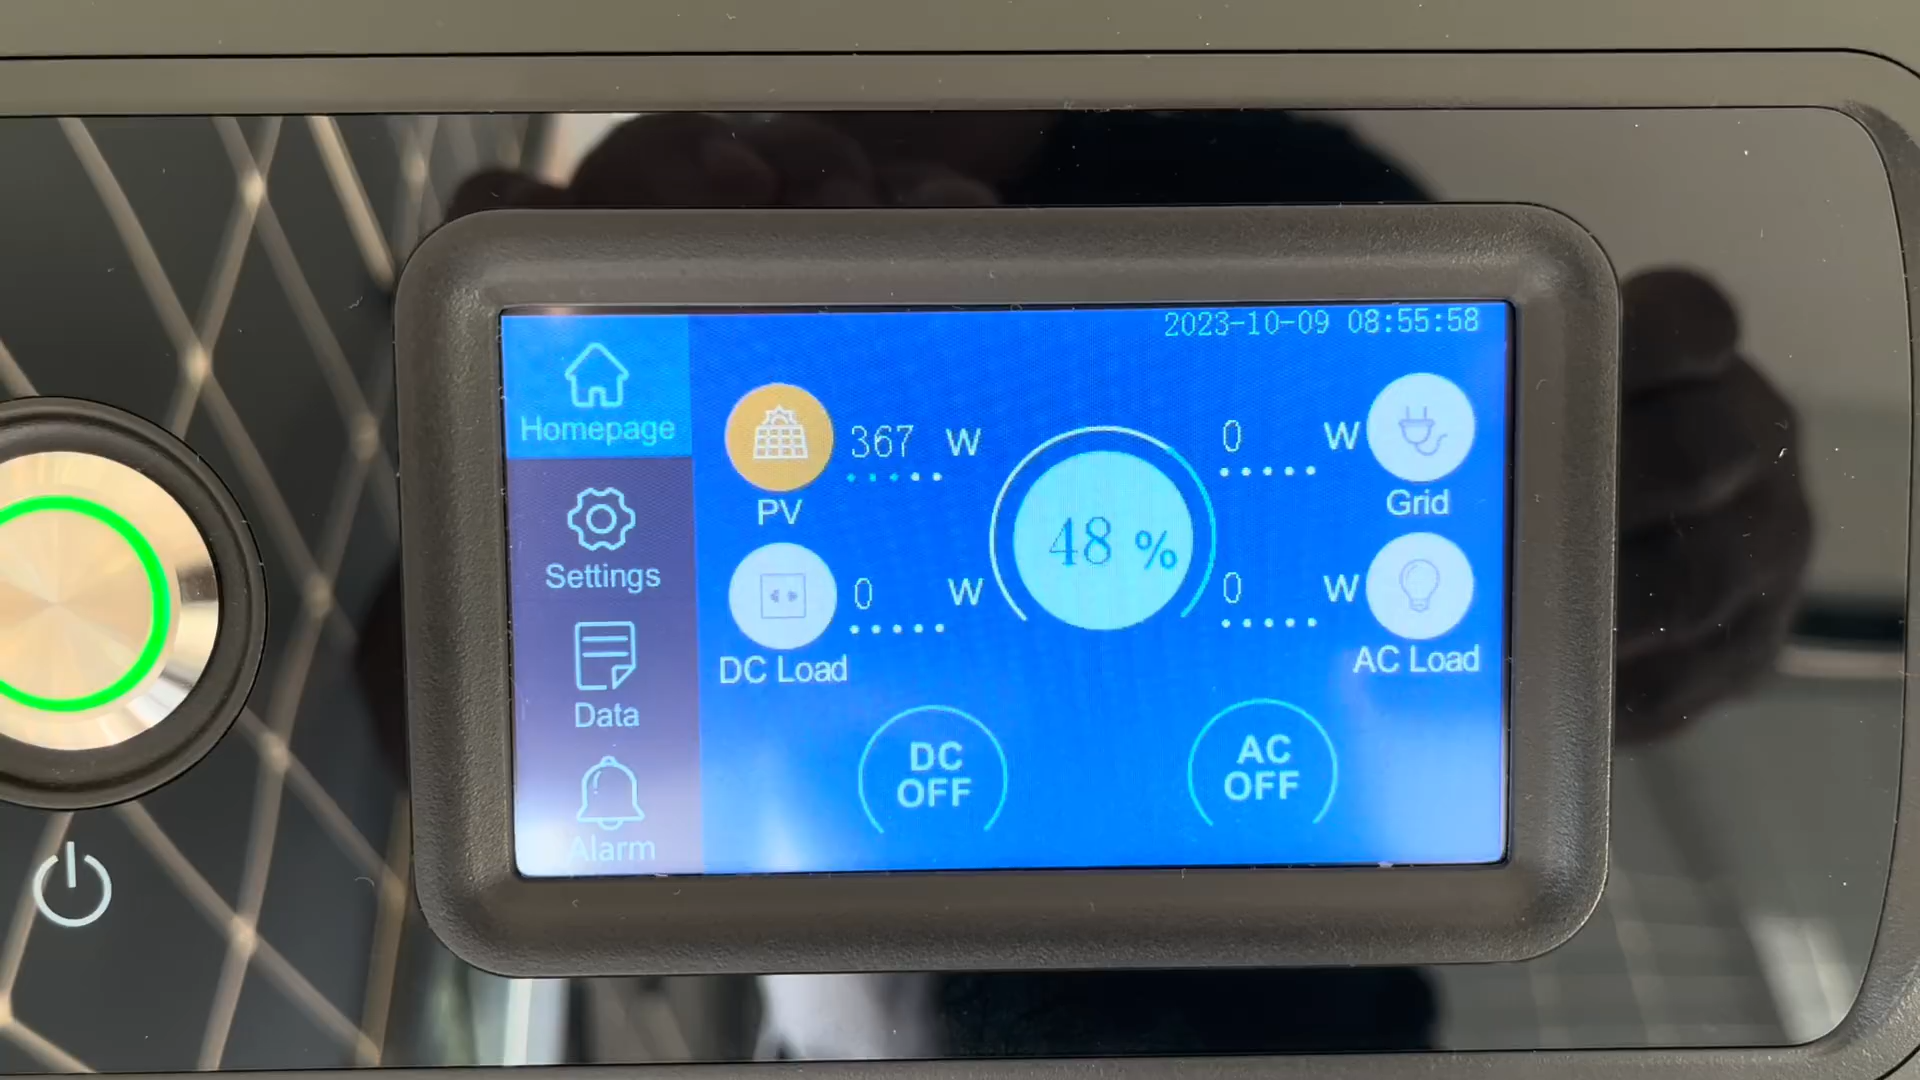 2023-10-09 08:55:58
Homepage
367 W
PV
0 W
Grid
48 %
Settings
0 W
DC Load
0 W
AC Load
Data
DC
OFF
AC
OFF
Alarm